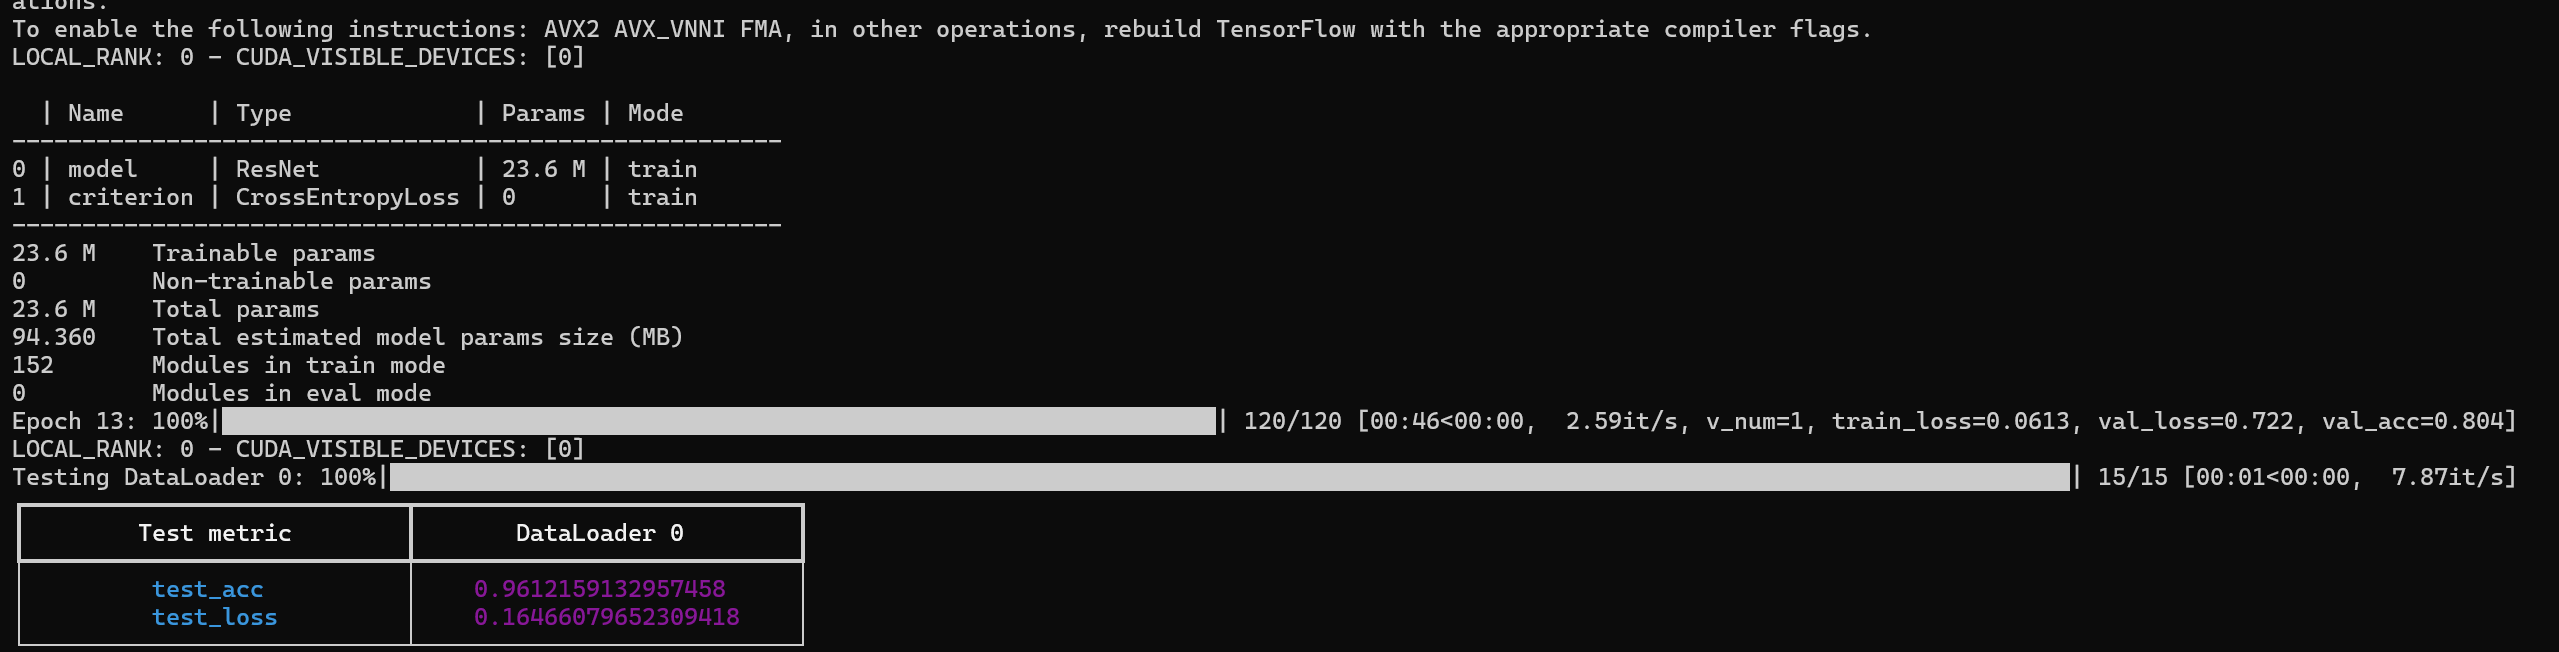 ations.
To enable the following instructions: AVX2 AVX_VNNI FMA, in other operations, rebuild TensorFlow with the appropriate compiler flags.
LOCAL_RANK: 0 - CUDA_VISIBLE_DEVICES: [0]
  | Name      | Type             | Params | Mode
-------------------------------------------------------
0 | model     | ResNet           | 23.6 M | train
1 | criterion | CrossEntropyLoss | 0      | train
-------------------------------------------------------
23.6 M    Trainable params
0         Non-trainable params
23.6 M    Total params
94.360    Total estimated model params size (MB)
152       Modules in train mode
0         Modules in eval mode
Epoch 13: 100%| | 120/120 [00:46<00:00,  2.59it/s, v_num=1, train_loss=0.0613, val_loss=0.722, val_acc=0.804]
LOCAL_RANK: 0 - CUDA_VISIBLE_DEVICES: [0]
Testing DataLoader 0: 100%| | 15/15 [00:01<00:00,  7.87it/s]
Test metric DataLoader 0
test_acc 0.9612159132957458
test_loss 0.16466079652309418